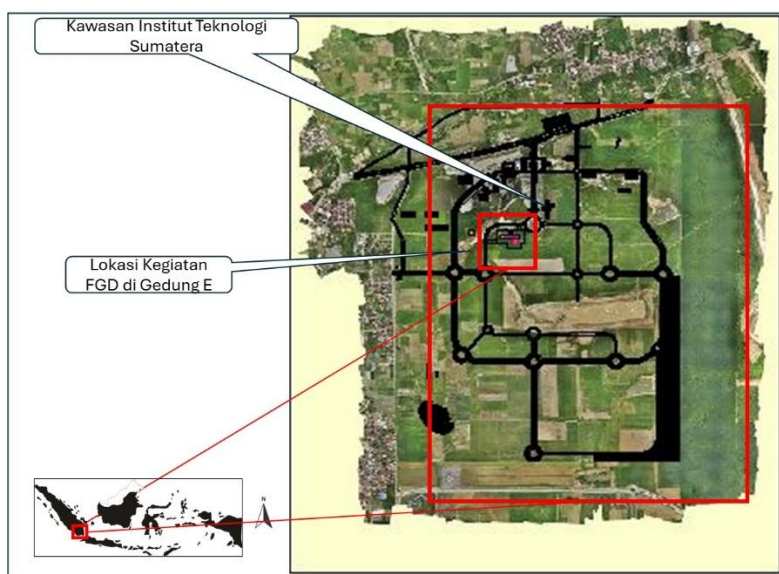 Kawasan Institut Teknologi
Sumatera
Lokasi Kegiatan
FGD di Gedung E
N